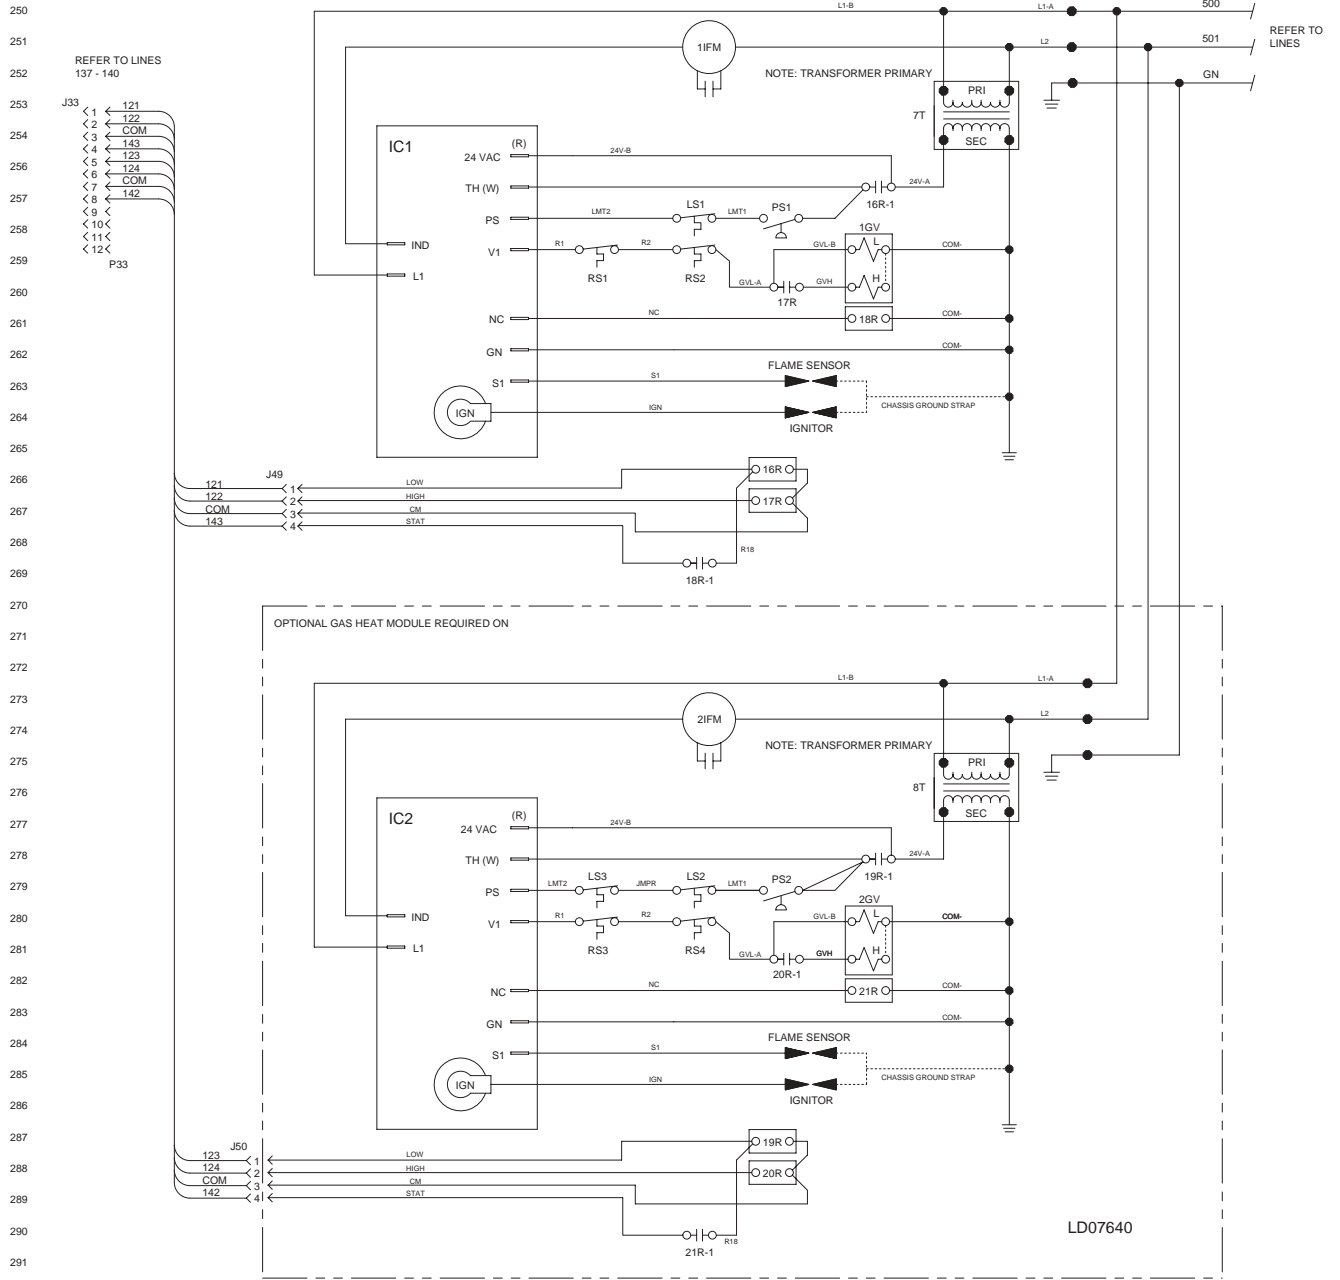 250
L1-B
L1-A
500
251
1IFM
L2
501
REFER TO
LINES
REFER TO LINES
137 - 140
252
NOTE: TRANSFORMER PRIMARY
GN
253
J33
1
121
2
122
3
COM
4
143
5
123
6
124
7
COM
8
142
9
10
11
12
P33
PRI
7T
SEC
254
IC1
(R)
24 VAC
24V-B
256
TH (W)
24V-A
16R-1
257
PS
LMT2
LS1
LMT1
PS1
258
IND
V1
R1
RS1
R2
RS2
GVL-B
1GV
L
COM-
259
L1
GVL-A
17R
GVH
H
260
261
NC
NC
18R
COM-
262
GN
COM-
FLAME SENSOR
263
S1
S1
CHASSIS GROUND STRAP
264
IGN
IGN
IGNITOR
265
266
J49
121
1
LOW
16R
122
2
HIGH
17R
267
COM
3
CM
143
4
STAT
268
R18
269
18R-1
270
OPTIONAL GAS HEAT MODULE REQUIRED ON
271
272
L1-B
L1-A
273
274
2IFM
L2
NOTE: TRANSFORMER PRIMARY
275
PRI
276
8T
SEC
277
IC2
(R)
24 VAC
24V-B
278
TH (W)
24V-A
19R-1
279
PS
LMT2
LS3
JMPR
LS2
LMT1
PS2
280
IND
V1
R1
RS3
R2
RS4
GVL-B
2GV
L
COM-
281
L1
GVL-A
20R-1
GVH
H
282
NC
NC
21R
COM-
283
GN
COM-
284
FLAME SENSOR
S1
S1
285
CHASSIS GROUND STRAP
IGN
IGN
286
IGNITOR
287
J50
123
1
LOW
19R
288
124
2
HIGH
20R
COM
3
CM
289
142
4
STAT
290
R18
21R-1
LD07640
291